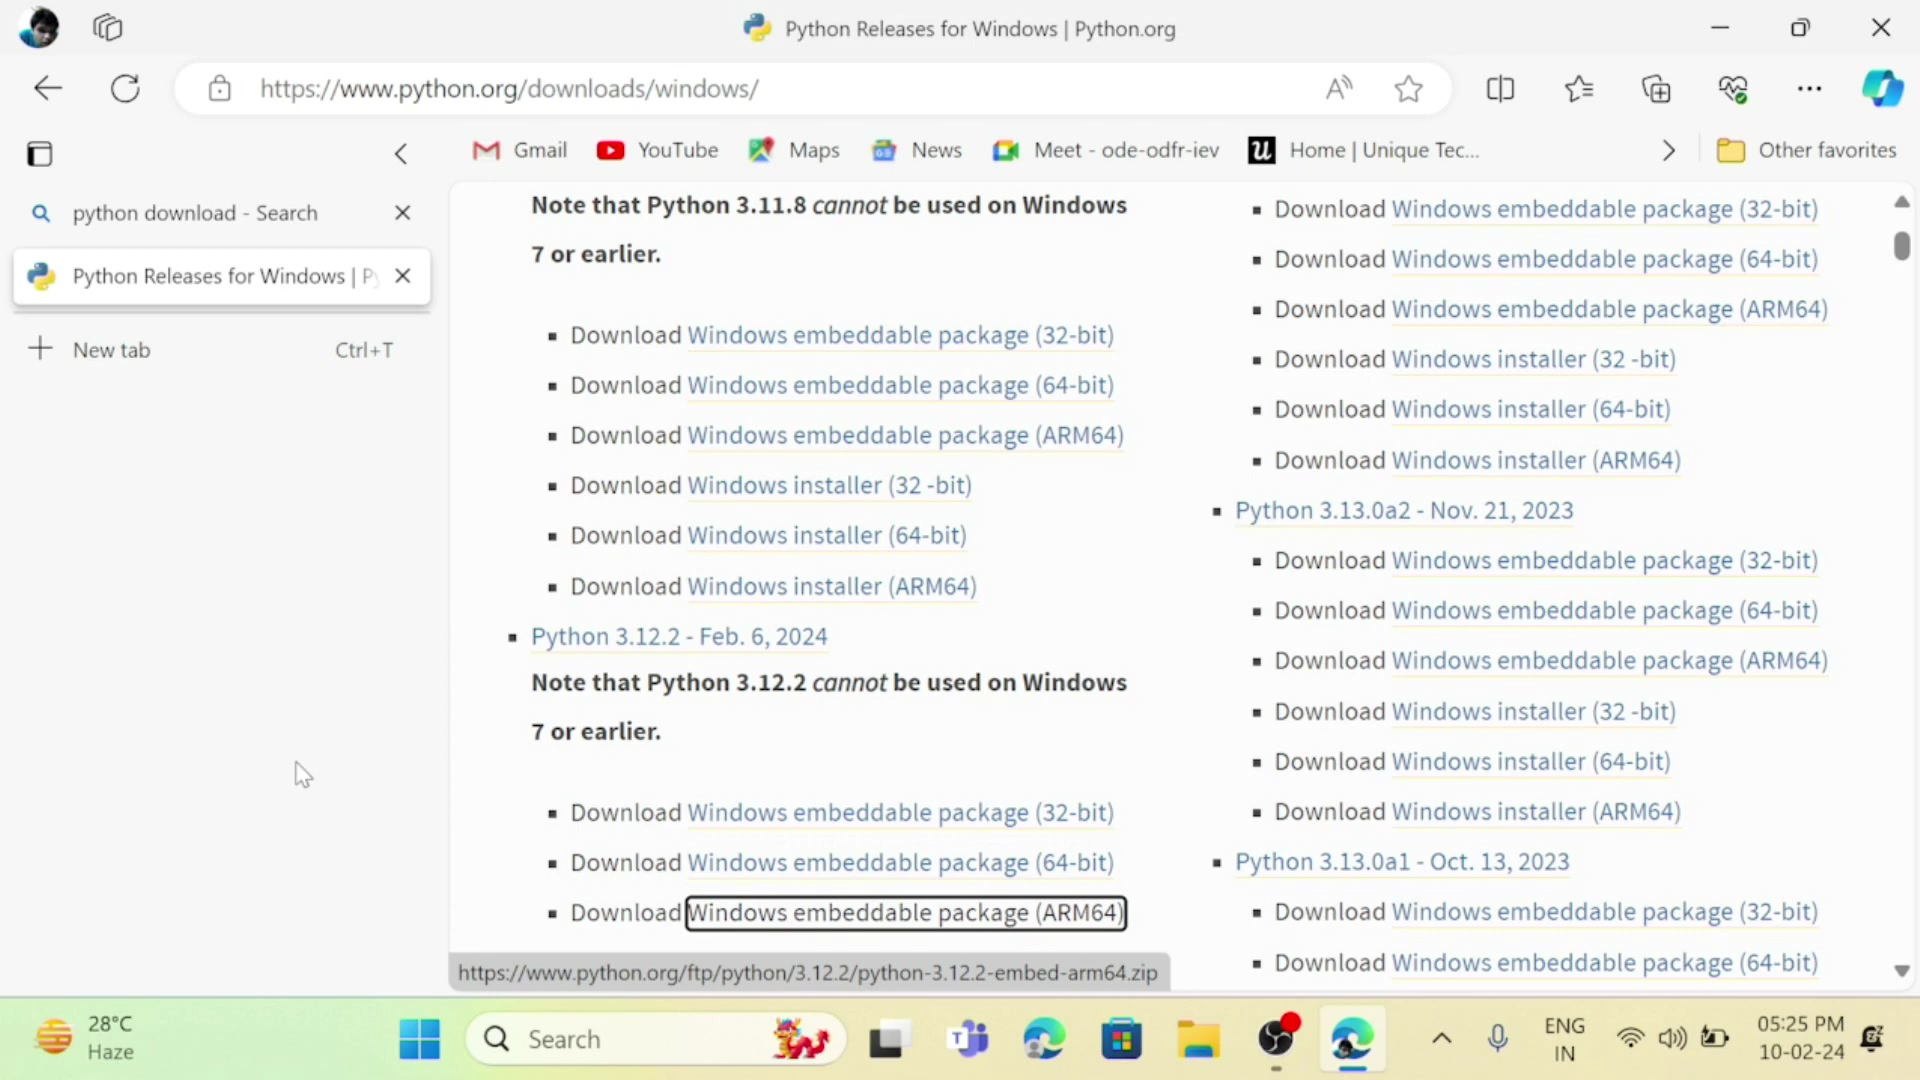 Python Releases for Windows | Python.org
https://www.python.org/downloads/windows/
Gmail
YouTube
Maps
News
Meet - ode-odfr-iev
Home | Unique Tec...
Other favorites
python download - Search
Python Releases for Windows | Py
New tab
Ctrl+T
Note that Python 3.11.8 cannot be used on Windows
7 or earlier.
Download Windows embeddable package (32-bit)
Download Windows embeddable package (64-bit)
Download Windows embeddable package (ARM64)
Download Windows installer (32 -bit)
Download Windows installer (64-bit)
Download Windows installer (ARM64)
Python 3.12.2 - Feb. 6, 2024
Note that Python 3.12.2 cannot be used on Windows
7 or earlier.
Download Windows embeddable package (32-bit)
Download Windows embeddable package (64-bit)
Download Windows embeddable package (ARM64)
https://www.python.org/ftp/python/3.12.2/python-3.12.2-embed-arm64.zip
Download Windows embeddable package (32-bit)
Download Windows embeddable package (64-bit)
Download Windows embeddable package (ARM64)
Download Windows installer (32 -bit)
Download Windows installer (64-bit)
Download Windows installer (ARM64)
Python 3.13.0a2 - Nov. 21, 2023
Download Windows embeddable package (32-bit)
Download Windows embeddable package (64-bit)
Download Windows embeddable package (ARM64)
Download Windows installer (32 -bit)
Download Windows installer (64-bit)
Download Windows installer (ARM64)
Python 3.13.0a1 - Oct. 13, 2023
Download Windows embeddable package (32-bit)
Download Windows embeddable package (64-bit)
28°C
Haze
Search
ENG
IN
05:25 PM
10-02-24